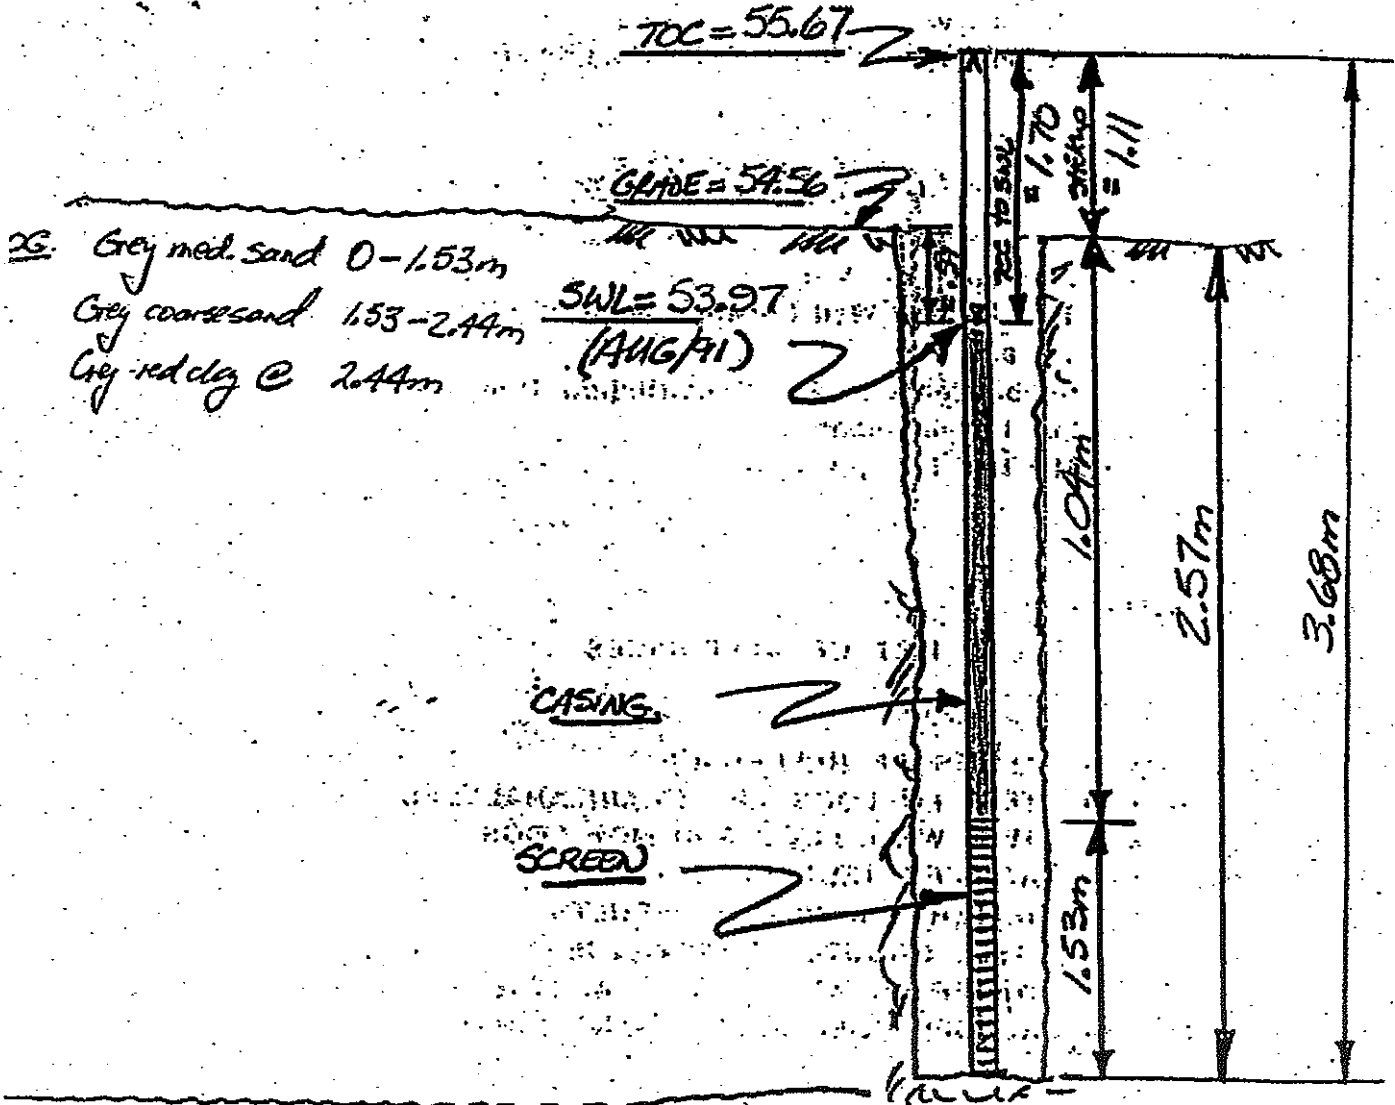 TOC = 55.67
GRADE = 54.56
Grey med. sand 0-1.53m
Grey coarse sand 1.53-2.44m
Grey-red clay @ 2.44m
SWL = 53.97
(AUG/91)
TOC to SWL
= 1.70
stickup
= 1.11
1.04m
2.57m
3.68m
CASING
SCREEN
1.53m